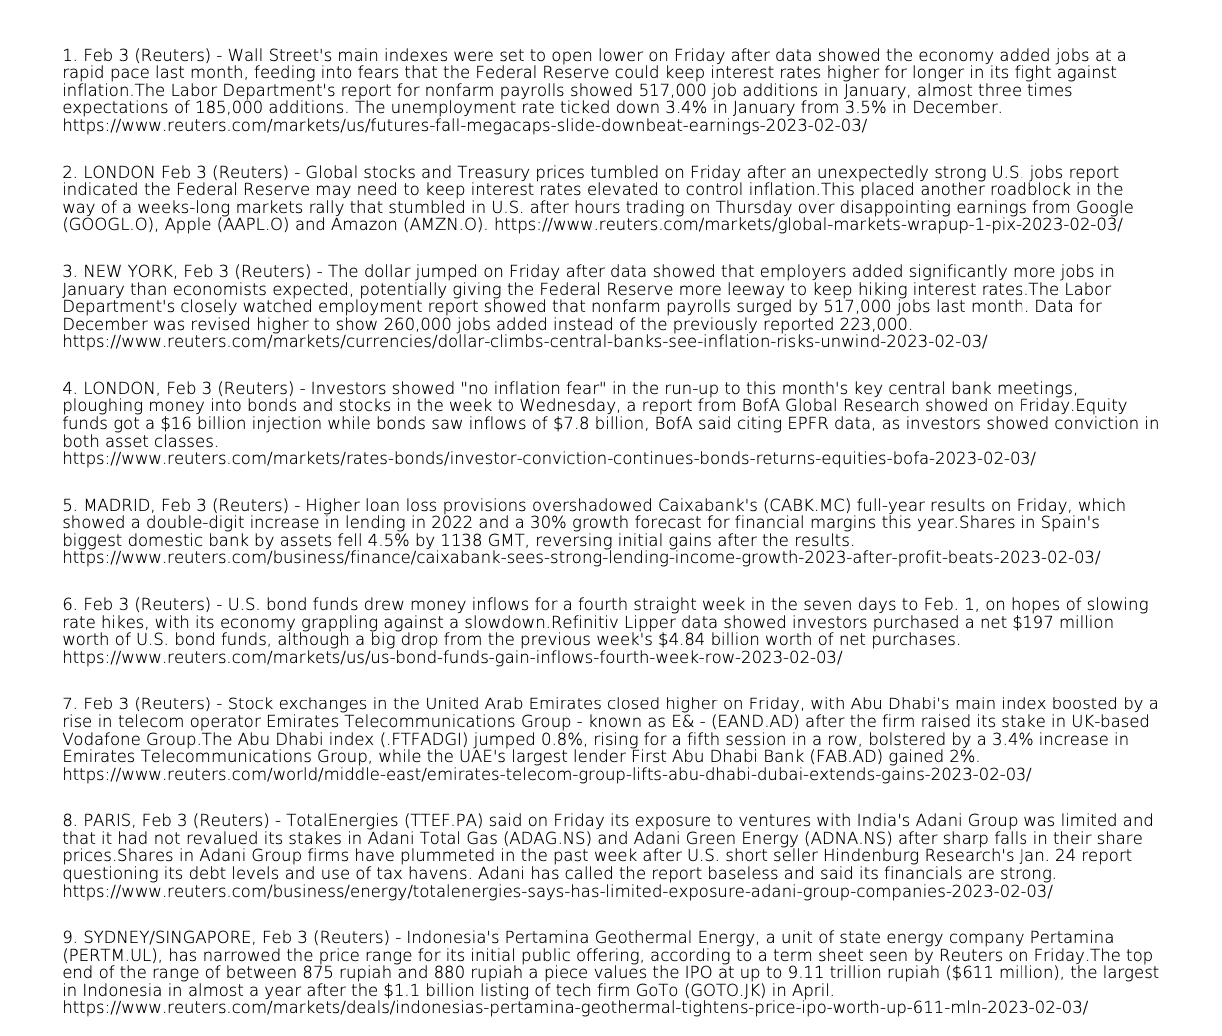 1. Feb 3 (Reuters) - Wall Street's main indexes were set to open lower on Friday after data showed the economy added jobs at a
rapid pace last month, feeding into fears that the Federal Reserve could keep interest rates higher for longer in its fight against
inflation.The Labor Department's report for nonfarm payrolls showed 517,000 job additions in January, almost three times
expectations of 185,000 additions. The unemployment rate ticked down 3.4% in January from 3.5% in December.
https://www.reuters.com/markets/us/futures-fall-megacaps-slide-downbeat-earnings-2023-02-03/
2. LONDON Feb 3 (Reuters) - Global stocks and Treasury prices tumbled on Friday after an unexpectedly strong U.S. jobs report
indicated the Federal Reserve may need to keep interest rates elevated to control inflation.This placed another roadblock in the
way of a weeks-long markets rally that stumbled in U.S. after hours trading on Thursday over disappointing earnings from Google
(GOOGL.O), Apple (AAPL.O) and Amazon (AMZN.O). https://www.reuters.com/markets/global-markets-wrapup-1-pix-2023-02-03/
3. NEW YORK, Feb 3 (Reuters) - The dollar jumped on Friday after data showed that employers added significantly more jobs in
January than economists expected, potentially giving the Federal Reserve more leeway to keep hiking interest rates.The Labor
Department's closely watched employment report showed that nonfarm payrolls surged by 517,000 jobs last month. Data for
December was revised higher to show 260,000 jobs added instead of the previously reported 223,000.
https://www.reuters.com/markets/currencies/dollar-climbs-central-banks-see-inflation-risks-unwind-2023-02-03/
4. LONDON, Feb 3 (Reuters) - Investors showed "no inflation fear" in the run-up to this month's key central bank meetings,
ploughing money into bonds and stocks in the week to Wednesday, a report from BofA Global Research showed on Friday.Equity
funds got a $16 billion injection while bonds saw inflows of $7.8 billion, BofA said citing EPFR data, as investors showed conviction in
both asset classes.
https://www.reuters.com/markets/rates-bonds/investor-conviction-continues-bonds-returns-equities-bofa-2023-02-03/
5. MADRID, Feb 3 (Reuters) - Higher loan loss provisions overshadowed Caixabank's (CABK.MC) full-year results on Friday, which
showed a double-digit increase in lending in 2022 and a 30% growth forecast for financial margins this year.Shares in Spain's
biggest domestic bank by assets fell 4.5% by 1138 GMT, reversing initial gains after the results.
https://www.reuters.com/business/finance/caixabank-sees-strong-lending-income-growth-2023-after-profit-beats-2023-02-03/
6. Feb 3 (Reuters) - U.S. bond funds drew money inflows for a fourth straight week in the seven days to Feb. 1, on hopes of slowing
rate hikes, with its economy grappling against a slowdown.Refinitiv Lipper data showed investors purchased a net $197 million
worth of U.S. bond funds, although a big drop from the previous week's $4.84 billion worth of net purchases.
https://www.reuters.com/markets/us/us-bond-funds-gain-inflows-fourth-week-row-2023-02-03/
7. Feb 3 (Reuters) - Stock exchanges in the United Arab Emirates closed higher on Friday, with Abu Dhabi's main index boosted by a
rise in telecom operator Emirates Telecommunications Group - known as E& - (EAND.AD) after the firm raised its stake in UK-based
Vodafone Group.The Abu Dhabi index (.FTFADGI) jumped 0.8%, rising for a fifth session in a row, bolstered by a 3.4% increase in
Emirates Telecommunications Group, while the UAE's largest lender First Abu Dhabi Bank (FAB.AD) gained 2%.
https://www.reuters.com/world/middle-east/emirates-telecom-group-lifts-abu-dhabi-dubai-extends-gains-2023-02-03/
8. PARIS, Feb 3 (Reuters) - TotalEnergies (TTEF.PA) said on Friday its exposure to ventures with India's Adani Group was limited and
that it had not revalued its stakes in Adani Total Gas (ADAG.NS) and Adani Green Energy (ADNA.NS) after sharp falls in their share
prices.Shares in Adani Group firms have plummeted in the past week after U.S. short seller Hindenburg Research's Jan. 24 report
questioning its debt levels and use of tax havens. Adani has called the report baseless and said its financials are strong.
https://www.reuters.com/business/energy/totalenergies-says-has-limited-exposure-adani-group-companies-2023-02-03/
9. SYDNEY/SINGAPORE, Feb 3 (Reuters) - Indonesia's Pertamina Geothermal Energy, a unit of state energy company Pertamina
(PERTM.UL), has narrowed the price range for its initial public offering, according to a term sheet seen by Reuters on Friday.The top
end of the range of between 875 rupiah and 880 rupiah a piece values the IPO at up to 9.11 trillion rupiah ($611 million), the largest
in Indonesia in almost a year after the $1.1 billion listing of tech firm GoTo (GOTO.JK) in April.
https://www.reuters.com/markets/deals/indonesias-pertamina-geothermal-tightens-price-ipo-worth-up-611-mln-2023-02-03/